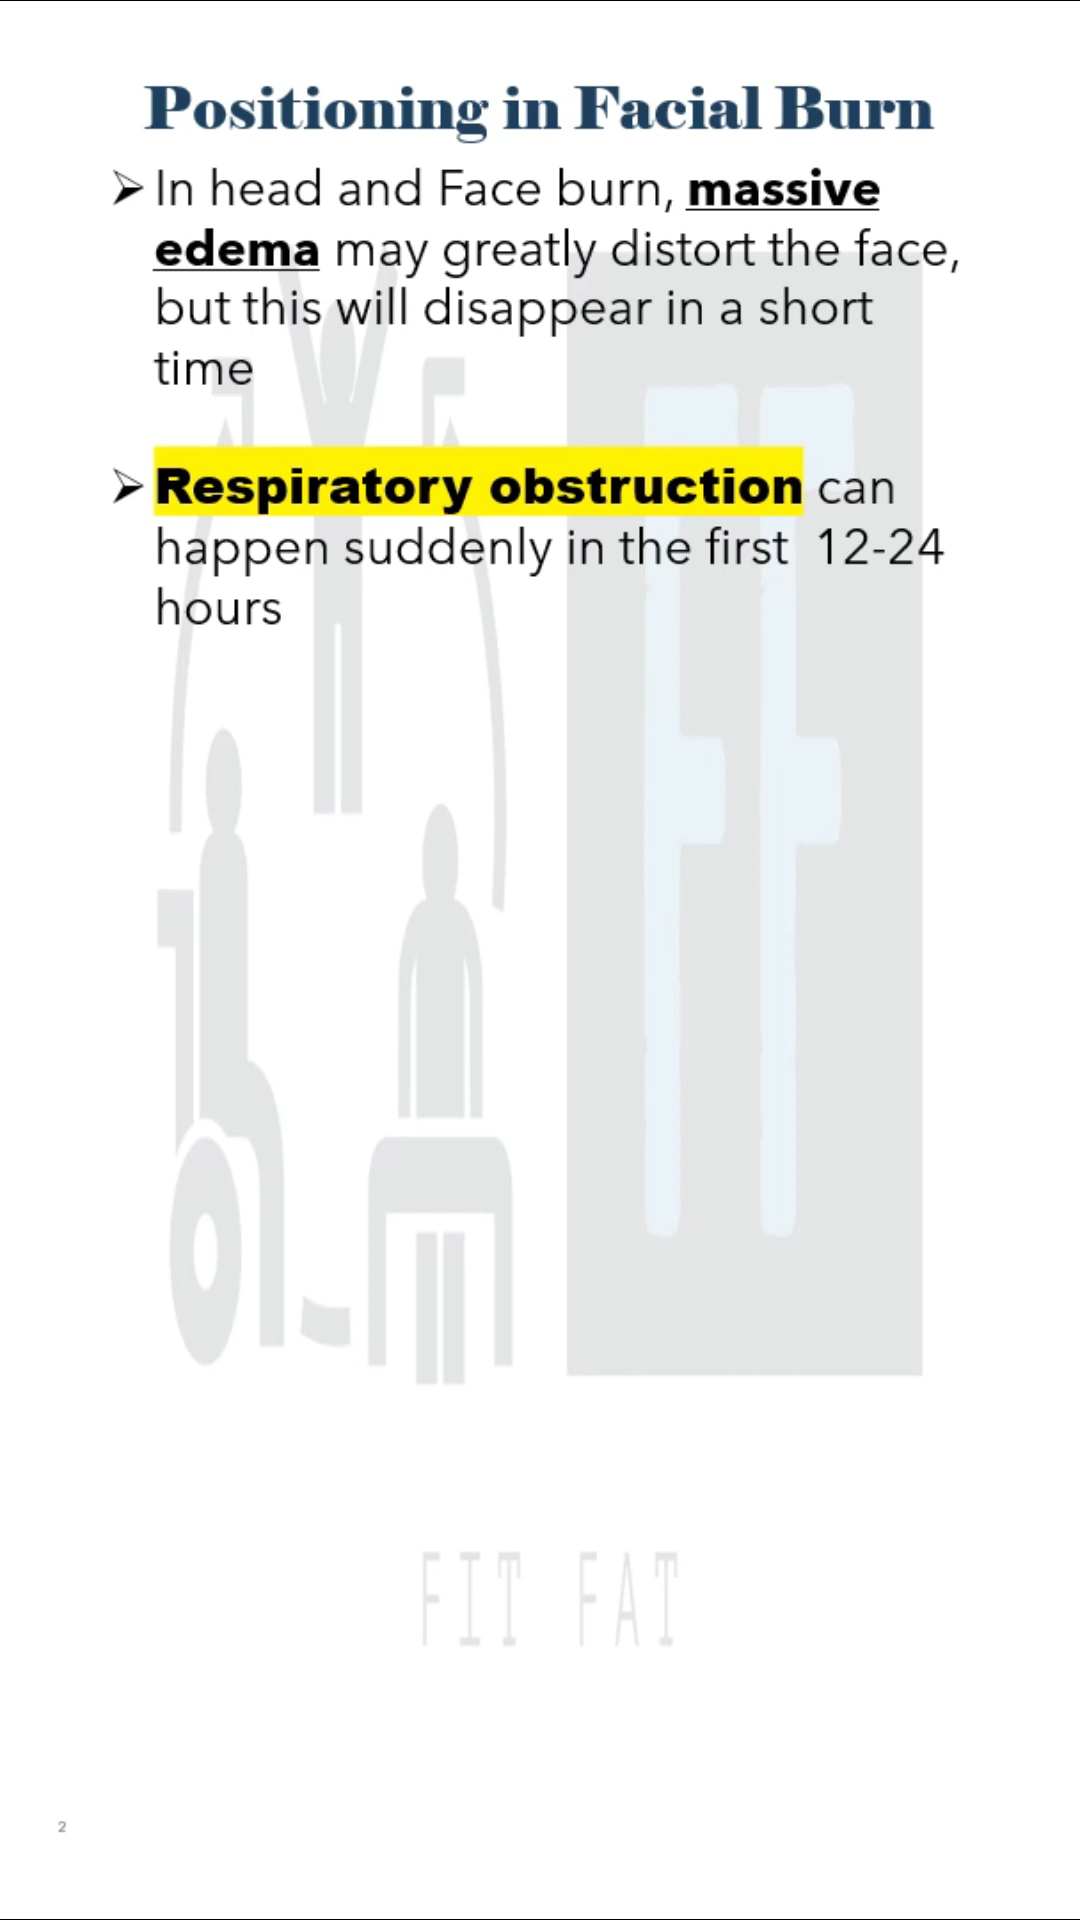 Positioning in Facial Burn
➢ In head and Face burn, massive
edema may greatly distort the face,
but this will disappear in a short
time
➢ Respiratory obstruction can
happen suddenly in the first 12-24
hours
FIT FAT
2